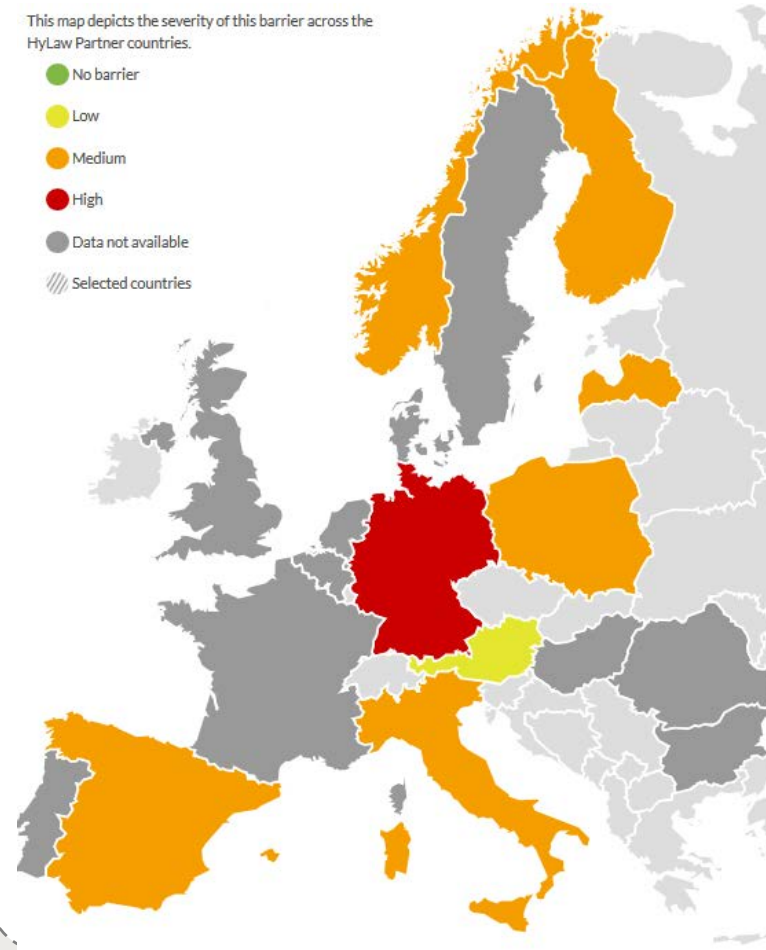 This map depicts the severity of this barrier across the
HyLaw Partner countries.
No barrier
Low
Medium
High
Data not available
Selected countries